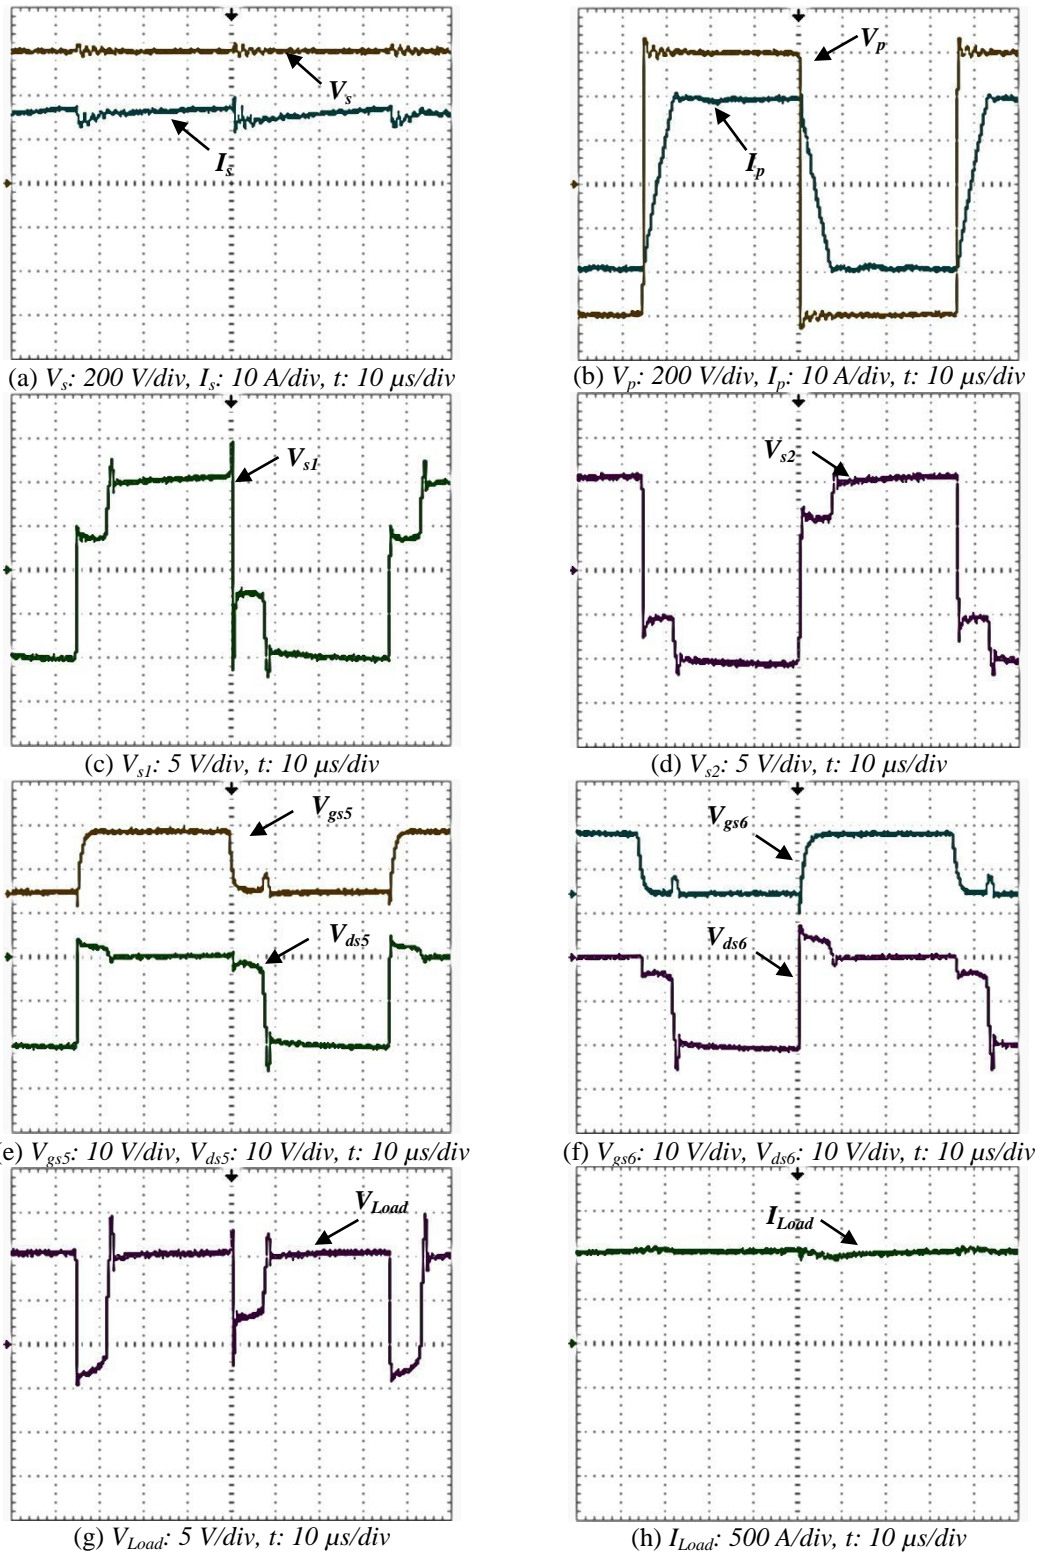 V_s
I_s
V_p
I_p
(a) V_s: 200 V/div, I_s: 10 A/div, t: 10 μs/div
(b) V_p: 200 V/div, I_p: 10 A/div, t: 10 μs/div
V_s1
V_s2
(c) V_s1: 5 V/div, t: 10 μs/div
(d) V_s2: 5 V/div, t: 10 μs/div
V_gs5
V_ds5
V_gs6
V_ds6
(e) V_gs5: 10 V/div, V_ds5: 10 V/div, t: 10 μs/div
(f) V_gs6: 10 V/div, V_ds6: 10 V/div, t: 10 μs/div
V_Load
I_Load
(g) V_Load: 5 V/div, t: 10 μs/div
(h) I_Load: 500 A/div, t: 10 μs/div